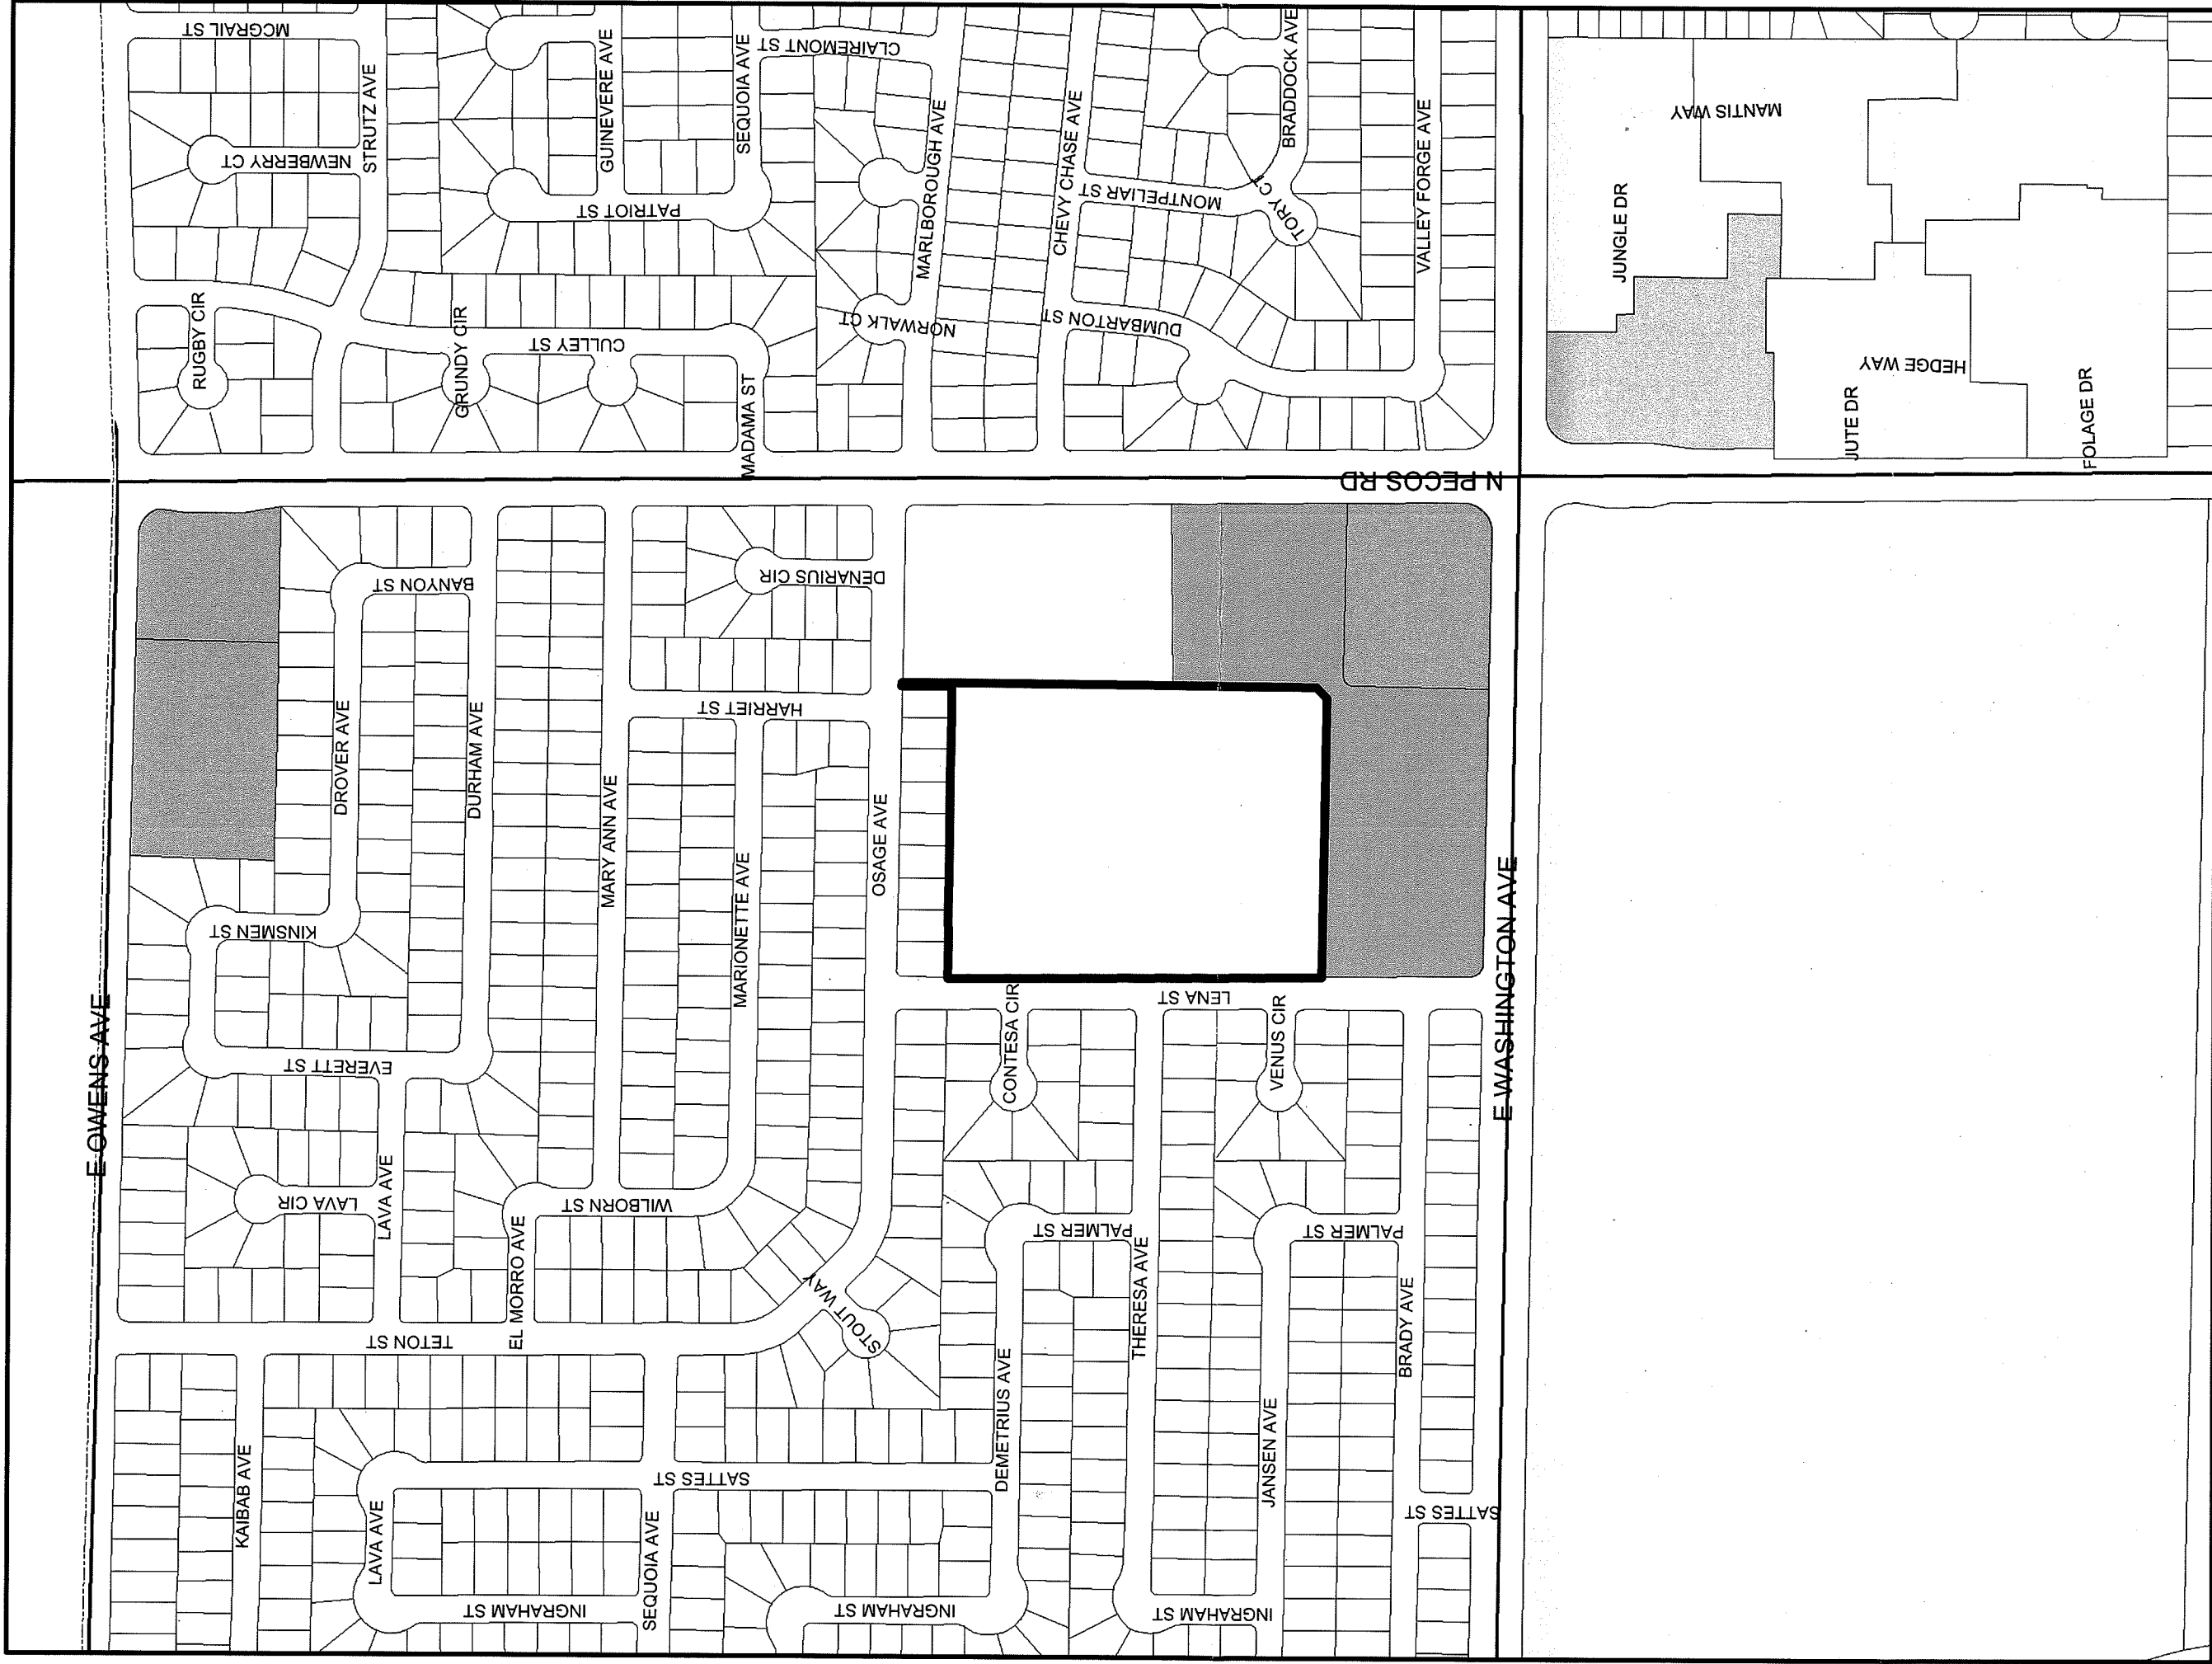 MCGRAIL ST
STRUTZ AVE
NEWBERRY CT
GUINEVERE AVE
SEQUOIA AVE
CLAIREMONT ST
PATRIOT ST
MARLBOROUGH AVE
CHEVY CHASE AVE
BRADDOCK AVE
MONTPELIAR ST
TORY CT
VALLEY FORGE AVE
MANTIS WAY
JUNGLE DR
RUGBY CIR
GRUNDY CIR
CULLEY ST
MADAMA ST
NORWALK CT
DUMBARTON ST
HEDGE WAY
JUTE DR
FOLAGE DR
N PECOS RD
BANYON ST
DENARIUS CIR
DROVER AVE
DURHAM AVE
HARRIET ST
MARY ANN AVE
MARIONETTE AVE
OSAGE AVE
KINSMEN ST
E OWENS AVE
EVERETT ST
CONTESA CIR
LENA ST
VENUS CIR
E WASHINGTON AVE
LAVA CIR
LAVA AVE
EL MORRO AVE
WILBORN ST
STOUT WAY
PALMER ST
THERESA AVE
PALMER ST
BRADY AVE
TETON ST
DEMETRIUS AVE
JANSEN AVE
KAIBAB AVE
LAVA AVE
SATTES ST
SEQUOIA AVE
SATTES ST
INGRAHAM ST
INGRAHAM ST
INGRAHAM ST